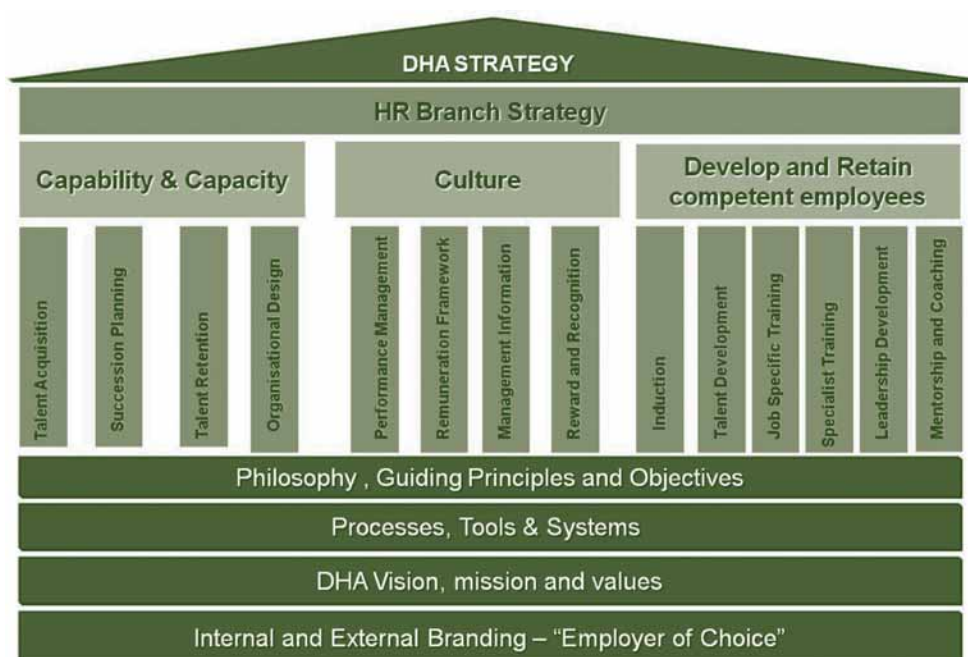 DHA STRATEGY
HR Branch Strategy
Capability & Capacity
Culture
Develop and Retain
competent employees
Talent Acquisition
Succession Planning
Talent Retention
Organisational Design
Performance Management
Remuneration Framework
Management Information
Reward and Recognition
Induction
Talent Development
Job Specific Training
Specialist Training
Leadership Development
Mentorship and Coaching
Philosophy , Guiding Principles and Objectives
Processes, Tools & Systems
DHA Vision, mission and values
Internal and External Branding – “Employer of Choice”